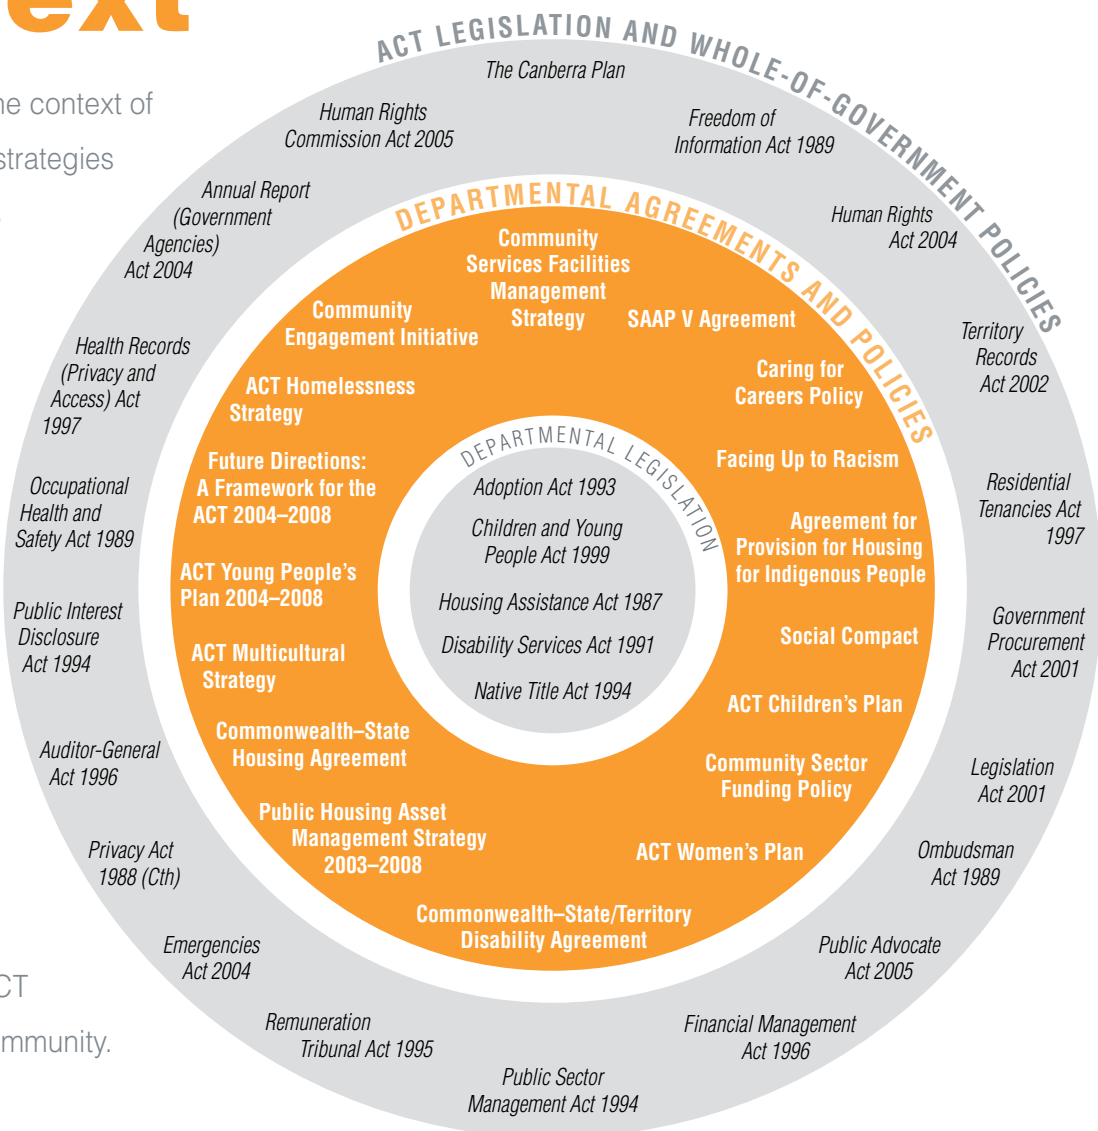 ext
he context of
strategies
CT
mmunity.
ACT LEGISLATION AND WHOLE-OF-GOVERNMENT POLICIES
The Canberra Plan
Freedom of
Information Act 1989
Human Rights
Act 2004
Territory
Records
Act 2002
Residential
Tenancies Act
1997
Government
Procurement
Act 2001
Legislation
Act 2001
Ombudsman
Act 1989
Public Advocate
Act 2005
Financial Management
Act 1996
Public Sector
Management Act 1994
Remuneration
Tribunal Act 1995
Emergencies
Act 2004
Privacy Act
1988 (Cth)
Auditor-General
Act 1996
Public Interest
Disclosure
Act 1994
Occupational
Health and
Safety Act 1989
Health Records
(Privacy and
Access) Act
1997
Annual Report
(Government
Agencies)
Act 2004
Human Rights
Commission Act 2005
DEPARTMENTAL AGREEMENTS AND POLICIES
Community
Services Facilities
Management
Strategy
SAAP V Agreement
Caring for
Careers Policy
Facing Up to Racism
Agreement for
Provision for Housing
for Indigenous People
Social Compact
ACT Children's Plan
Community Sector
Funding Policy
ACT Women's Plan
Commonwealth–State/Territory
Disability Agreement
Public Housing Asset
Management Strategy
2003–2008
Commonwealth–State
Housing Agreement
ACT Multicultural
Strategy
ACT Young People's
Plan 2004–2008
Future Directions:
A Framework for the
ACT 2004–2008
ACT Homelessness
Strategy
Community
Engagement Initiative
DEPARTMENTAL LEGISLATION
Adoption Act 1993
Children and Young
People Act 1999
Housing Assistance Act 1987
Disability Services Act 1991
Native Title Act 1994